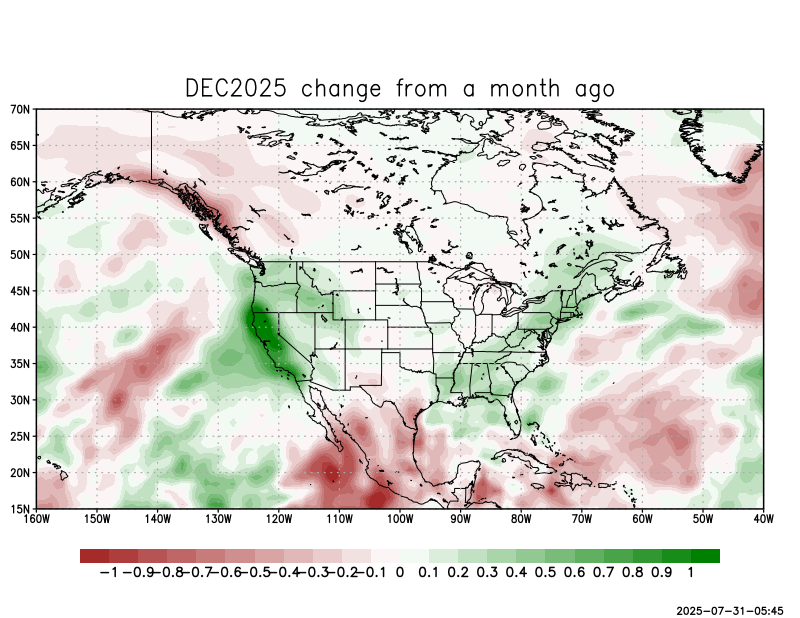 DEC2025 change from a month ago
70N
65N
60N
55N
50N
45N
40N
35N
30N
25N
20N
15N
160W 150W 140W 130W 120W 110W 100W 90W 80W 70W 60W 50W 40W
-1 -0.9 -0.8 -0.7 -0.6 -0.5 -0.4 -0.3 -0.2 -0.1 0 0.1 0.2 0.3 0.4 0.5 0.6 0.7 0.8 0.9 1
2025-07-31-05:45